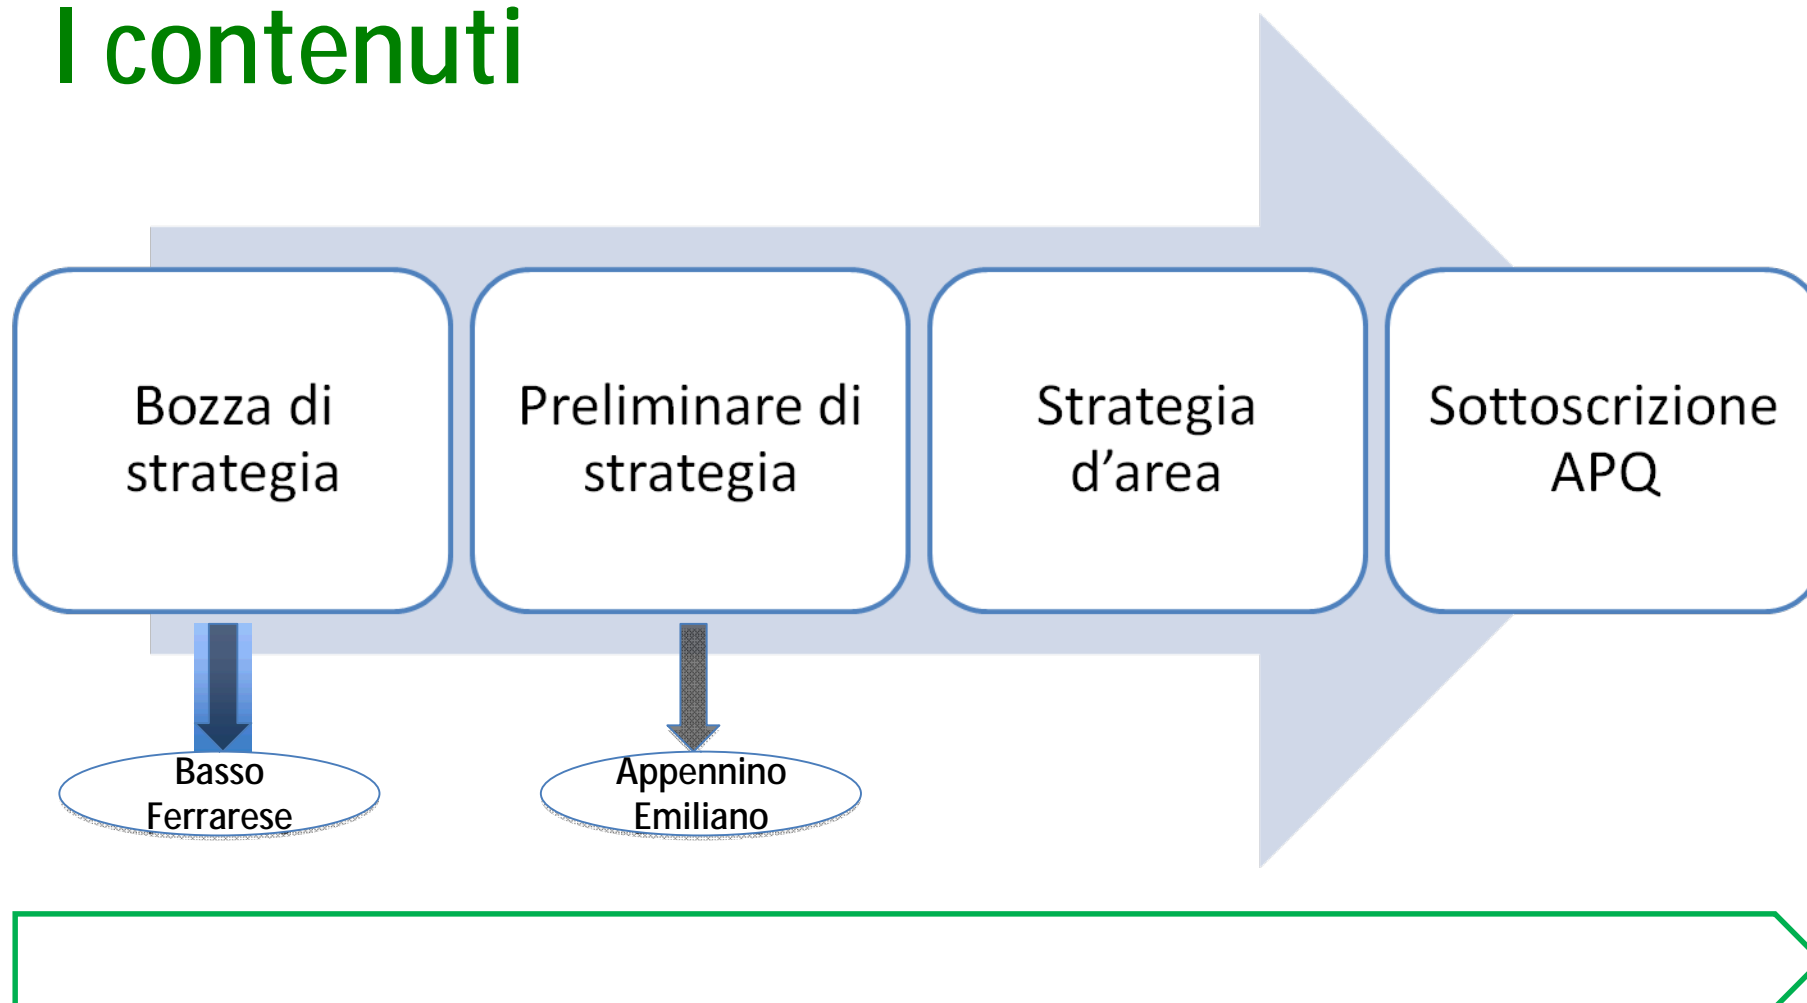 I contenuti
Bozza di
strategia
Preliminare di
strategia
Strategia
d’area
Sottoscrizione
APQ
Basso
Ferrarese
Appennino
Emiliano